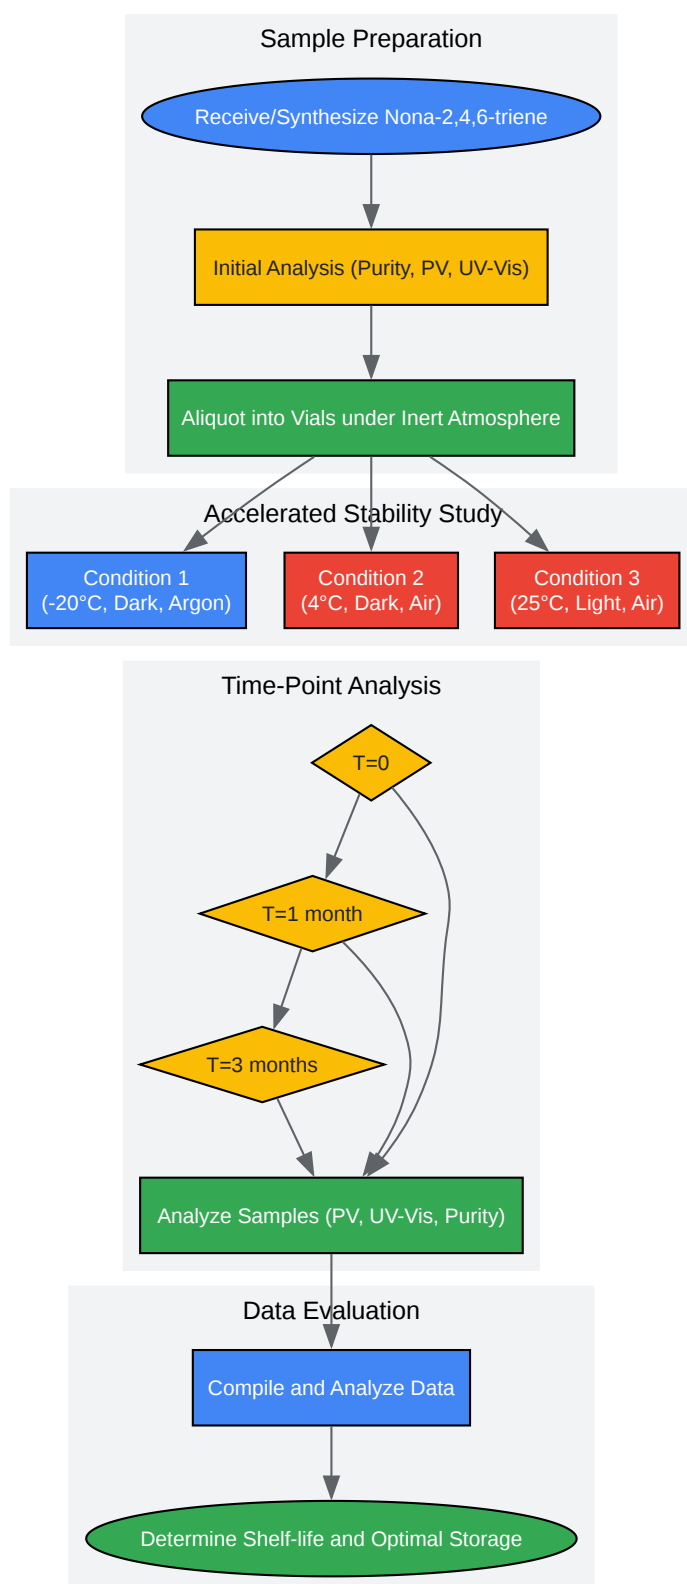 Sample Preparation
Receive/Synthesize Nona-2,4,6-triene
Initial Analysis (Purity, PV, UV-Vis)
Aliquot into Vials under Inert Atmosphere
Accelerated Stability Study
Condition 1
(-20°C, Dark, Argon)
Condition 2
(4°C, Dark, Air)
Condition 3
(25°C, Light, Air)
Time-Point Analysis
T=0
T=1 month
T=3 months
Analyze Samples (PV, UV-Vis, Purity)
Data Evaluation
Compile and Analyze Data
Determine Shelf-life and Optimal Storage